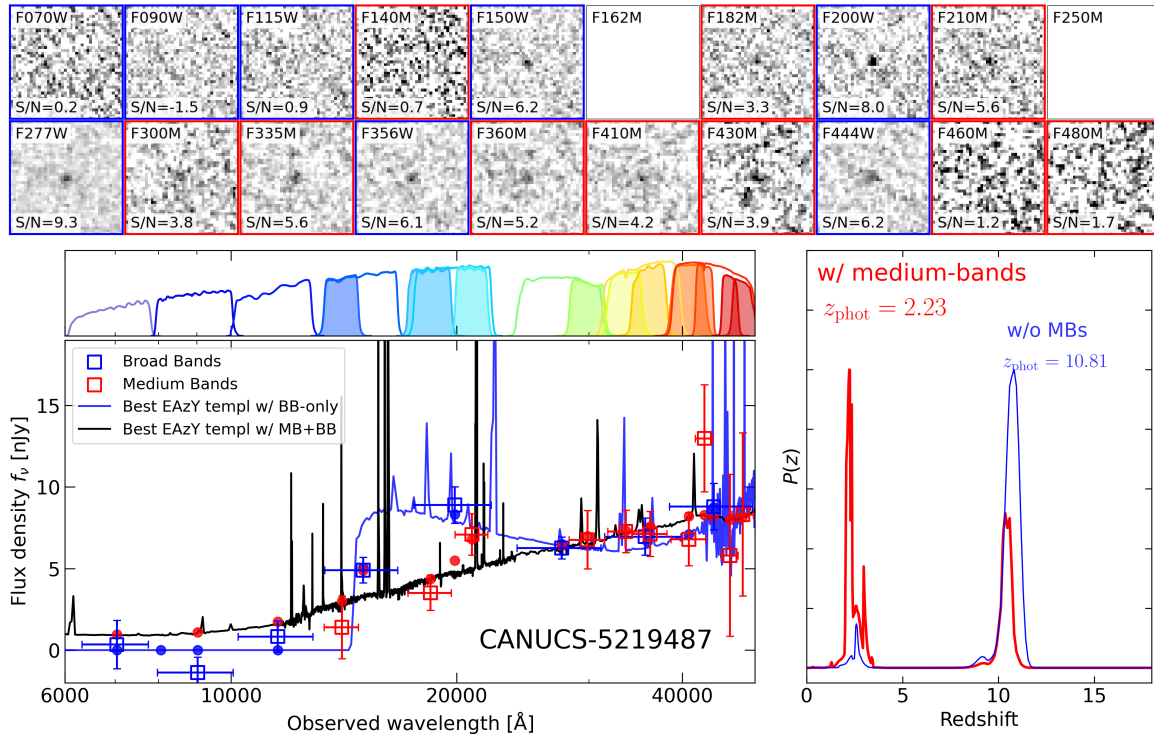 F070W F090W F115W F140M F150W F162M F182M F200W F210M F250M
S/N=0.2 S/N=-1.5 S/N=0.9 S/N=0.7 S/N=6.2 S/N=3.3 S/N=8.0 S/N=5.6
F277W F300M F335M F356W F360M F410M F430M F444W F460M F480M
S/N=9.3 S/N=3.8 S/N=5.6 S/N=6.1 S/N=5.2 S/N=4.2 S/N=3.9 S/N=6.2 S/N=1.2 S/N=1.7
Broad Bands
Medium Bands
Best EAzY templ w/ BB-only
Best EAzY templ w/ MB+BB
CANUCS-5219487
15
10
5
0
Flux density fν [nJy]
6000 10000 20000 40000
Observed wavelength [Å]
w/ medium-bands
zphot = 2.23
w/o MBs
zphot = 10.81
P(z)
0 5 10 15
Redshift